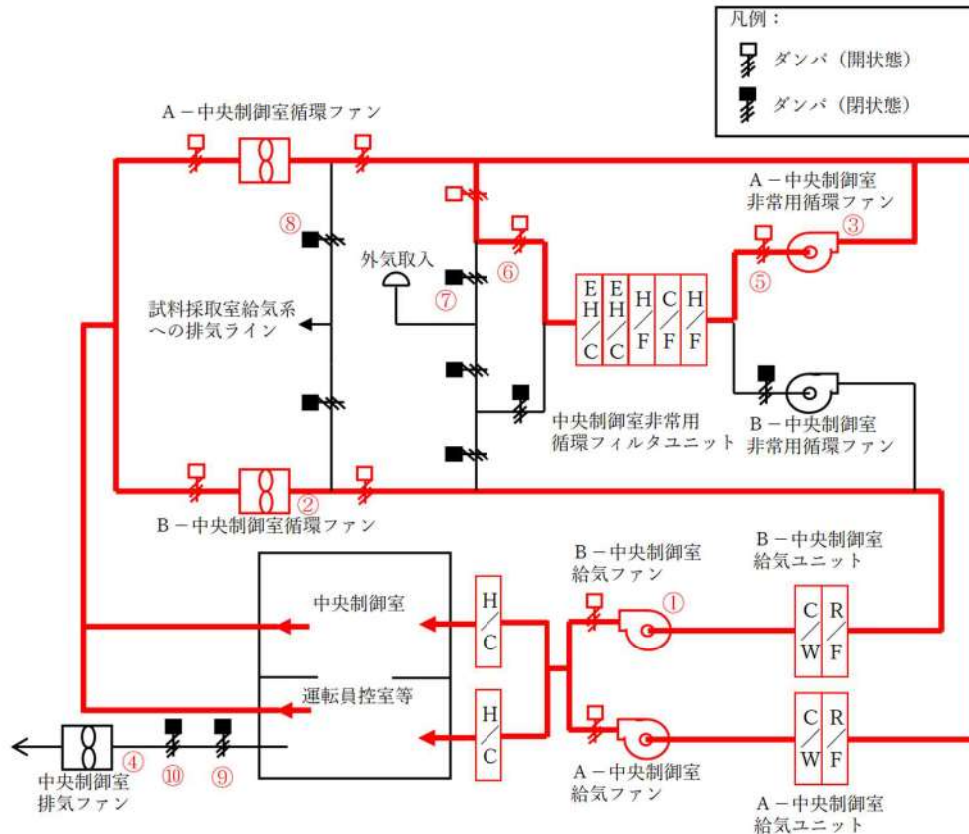 凡例：
ダンパ（開状態）
ダンパ（閉状態）
A－中央制御室循環ファン
A－中央制御室
非常用循環ファン
③
⑧
外気取入
⑥
⑤
⑦
試料採取室給気系
への排気ライン
EH/C
EH/C
H/F
C/F
H/F
中央制御室非常用
循環フィルタユニット
B－中央制御室
非常用循環ファン
②
B－中央制御室循環ファン
B－中央制御室
給気ファン
①
B－中央制御室
給気ユニット
中央制御室
H/C
C/W
R/F
運転員控室等
H/C
C/W
R/F
④
⑩
⑨
中央制御室
排気ファン
A－中央制御室
給気ファン
A－中央制御室
給気ユニット